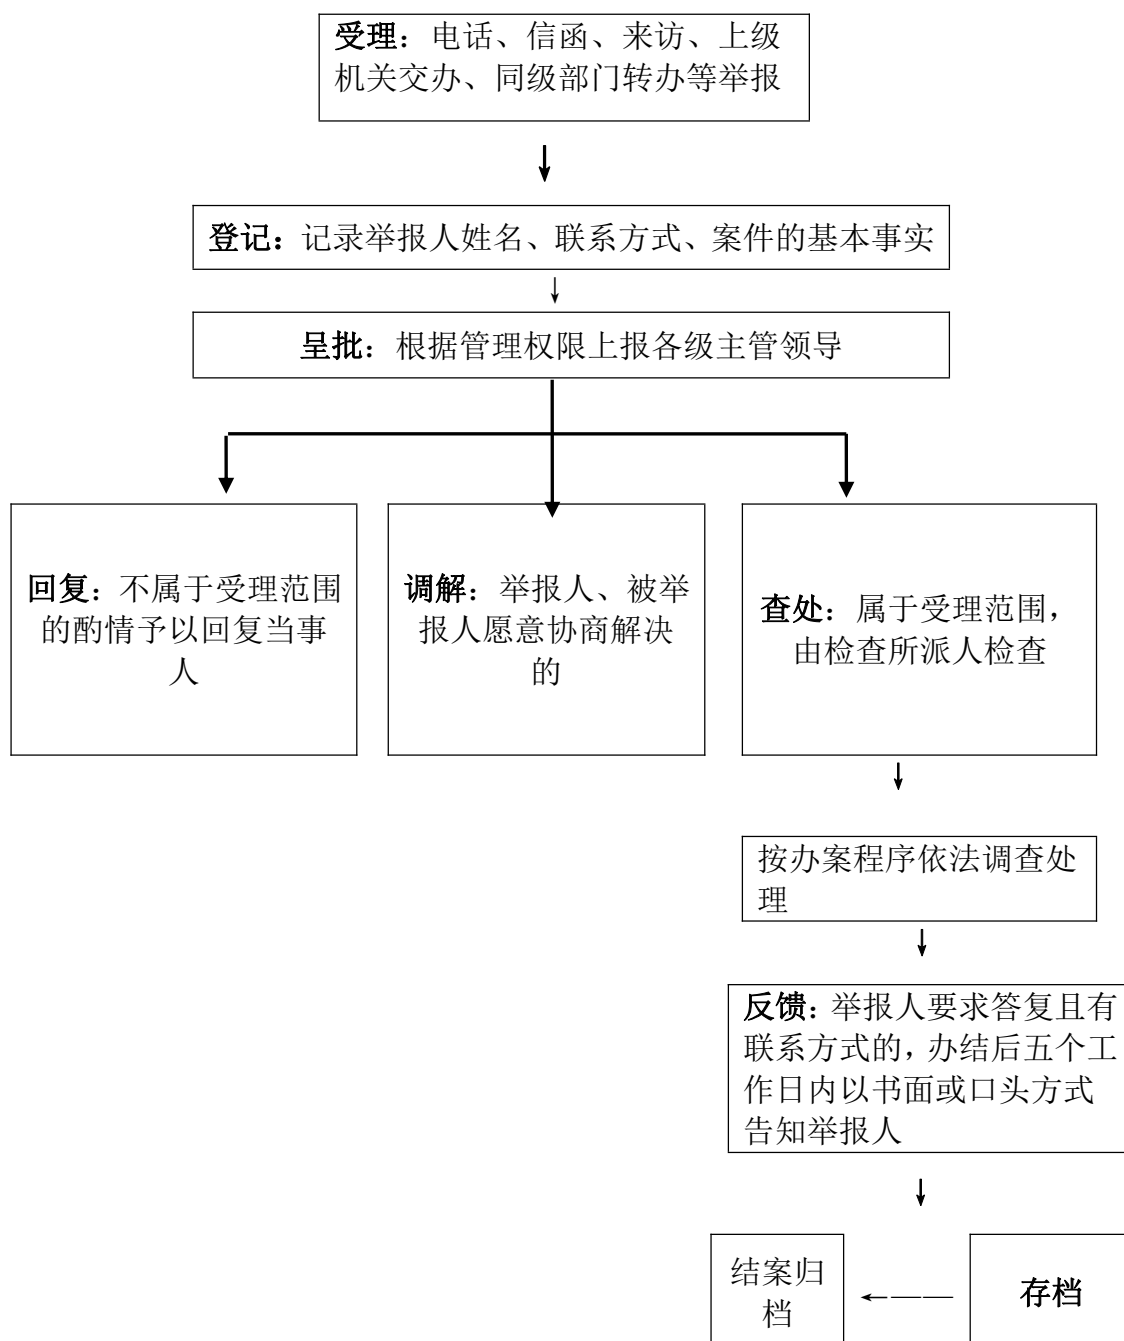 受理：电话、信函、来访、上级
机关交办、同级部门转办等举报
登记：记录举报人姓名、联系方式、案件的基本事实
呈批：根据管理权限上报各级主管领导
回复：不属于受理范围
的酌情予以回复当事
人
调解：举报人、被举
报人愿意协商解决
的
查处：属于受理范围，
由检查所派人检查
按办案程序依法调查处
理
反馈：举报人要求答复且有
联系方式的，办结后五个工
作日内以书面或口头方式
告知举报人
结案归
档
存档